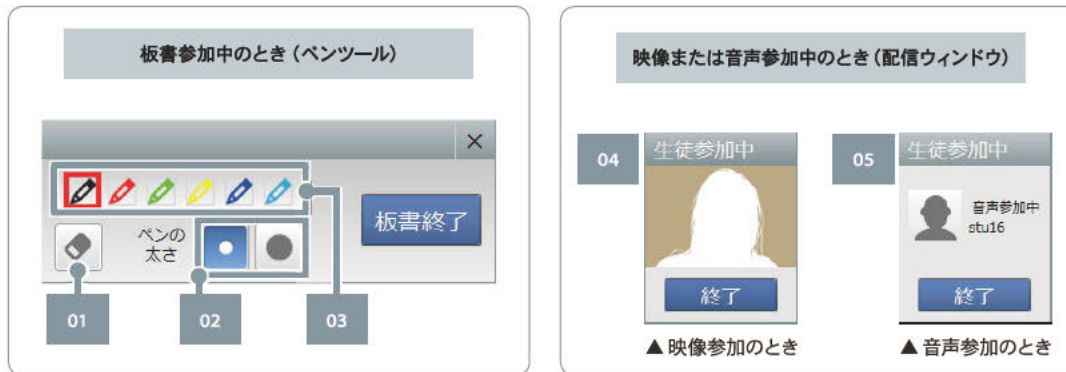 板書参加中のとき（ペンツール）
×
ペンの
太さ
板書終了
01
02
03
映像または音声参加中のとき（配信ウィンドウ）
04
生徒参加中
終了
▲ 映像参加のとき
05
生徒参加中
音声参加中
stu16
終了
▲ 音声参加のとき